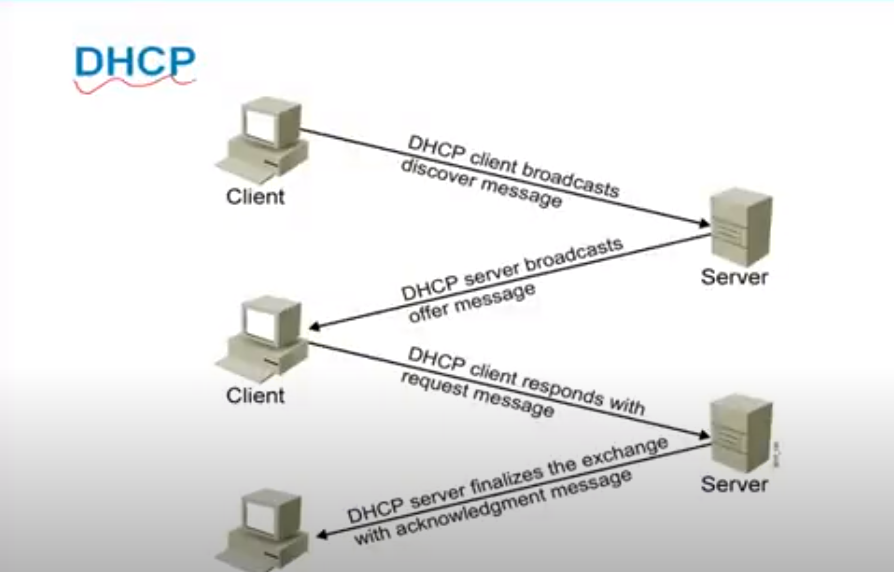 DHCP
DHCP client broadcasts
discover message
Client
DHCP server broadcasts
offer message
Server
DHCP client responds with
request message
Client
DHCP server finalizes the exchange
with acknowledgment message
Server